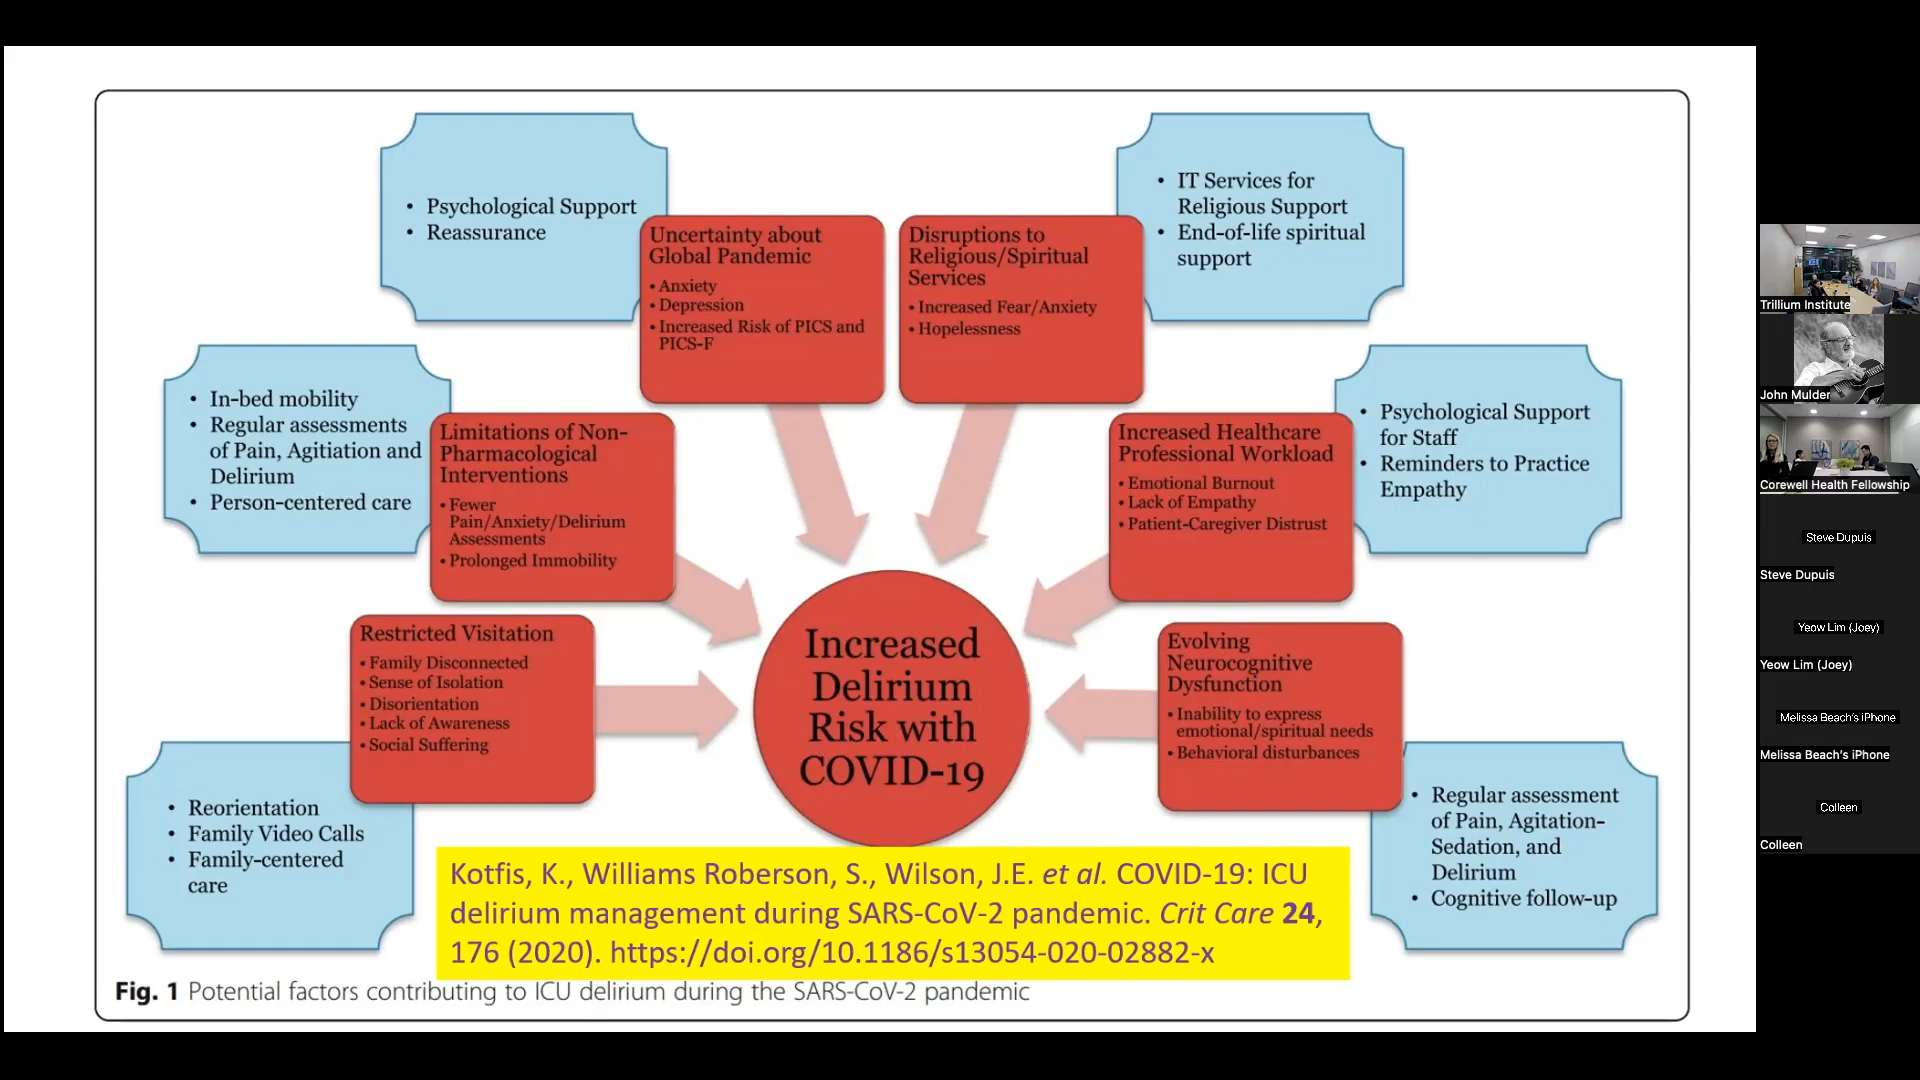 • Psychological Support
• Reassurance
Uncertainty about
Global Pandemic
• Anxiety
• Depression
• Increased Risk of PICS and
PICS-F
Disruptions to
Religious/Spiritual
Services
• Increased Fear/Anxiety
• Hopelessness
• IT Services for
Religious Support
• End-of-life spiritual
support
• In-bed mobility
• Regular assessments
of Pain, Agitiation and
Delirium
• Person-centered care
Limitations of Non-
Pharmacological
Interventions
• Fewer
Pain/Anxiety/Delirium
Assessments
• Prolonged Immobility
Increased Healthcare
Professional Workload
• Emotional Burnout
• Lack of Empathy
• Patient-Caregiver Distrust
• Psychological Support
for Staff
• Reminders to Practice
Empathy
Restricted Visitation
• Family Disconnected
• Sense of Isolation
• Disorientation
• Lack of Awareness
• Social Suffering
Increased
Delirium
Risk with
COVID-19
Evolving
Neurocognitive
Dysfunction
• Inability to express
emotional/spiritual needs
• Behavioral disturbances
• Reorientation
• Family Video Calls
• Family-centered
care
• Regular assessment
of Pain, Agitation-
Sedation, and
Delirium
• Cognitive follow-up
Kotfis, K., Williams Roberson, S., Wilson, J.E. et al. COVID-19: ICU
delirium management during SARS-CoV-2 pandemic. Crit Care 24,
176 (2020). https://doi.org/10.1186/s13054-020-02882-x
Fig. 1 Potential factors contributing to ICU delirium during the SARS-CoV-2 pandemic
Trillium Institute
John Mulder
Corewell Health Fellowship
Steve Dupuis
Steve Dupuis
Yeow Lim (Joey)
Yeow Lim (Joey)
Melissa Beach's iPhone
Melissa Beach's iPhone
Colleen
Colleen